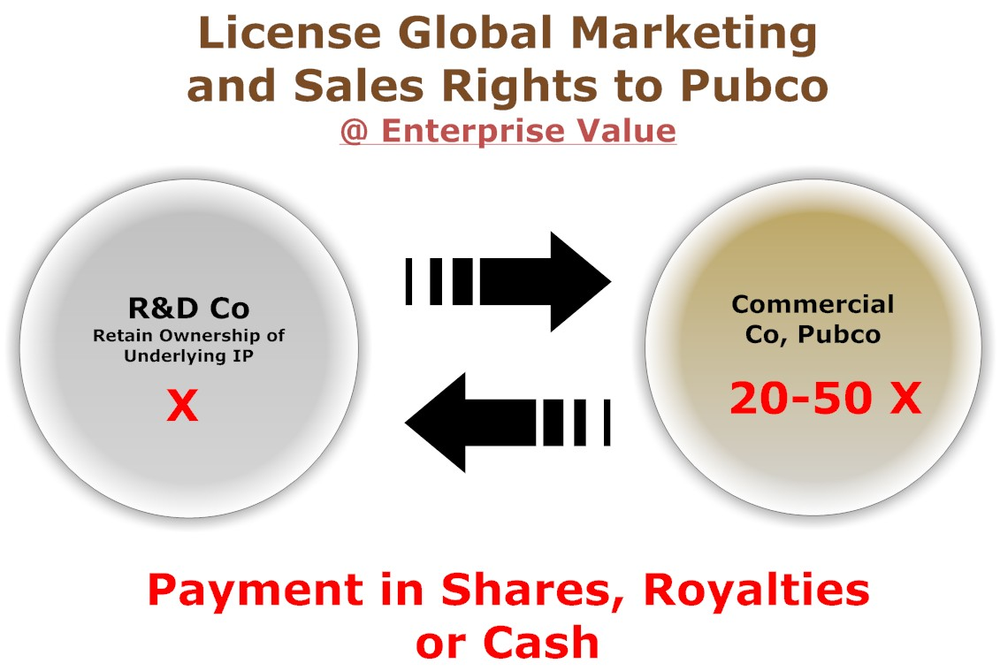 License Global Marketing
and Sales Rights to Pubco
@ Enterprise Value
R&D Co
Retain Ownership of
Underlying IP
X
Commercial
Co, Pubco
20-50 X
Payment in Shares, Royalties
or Cash